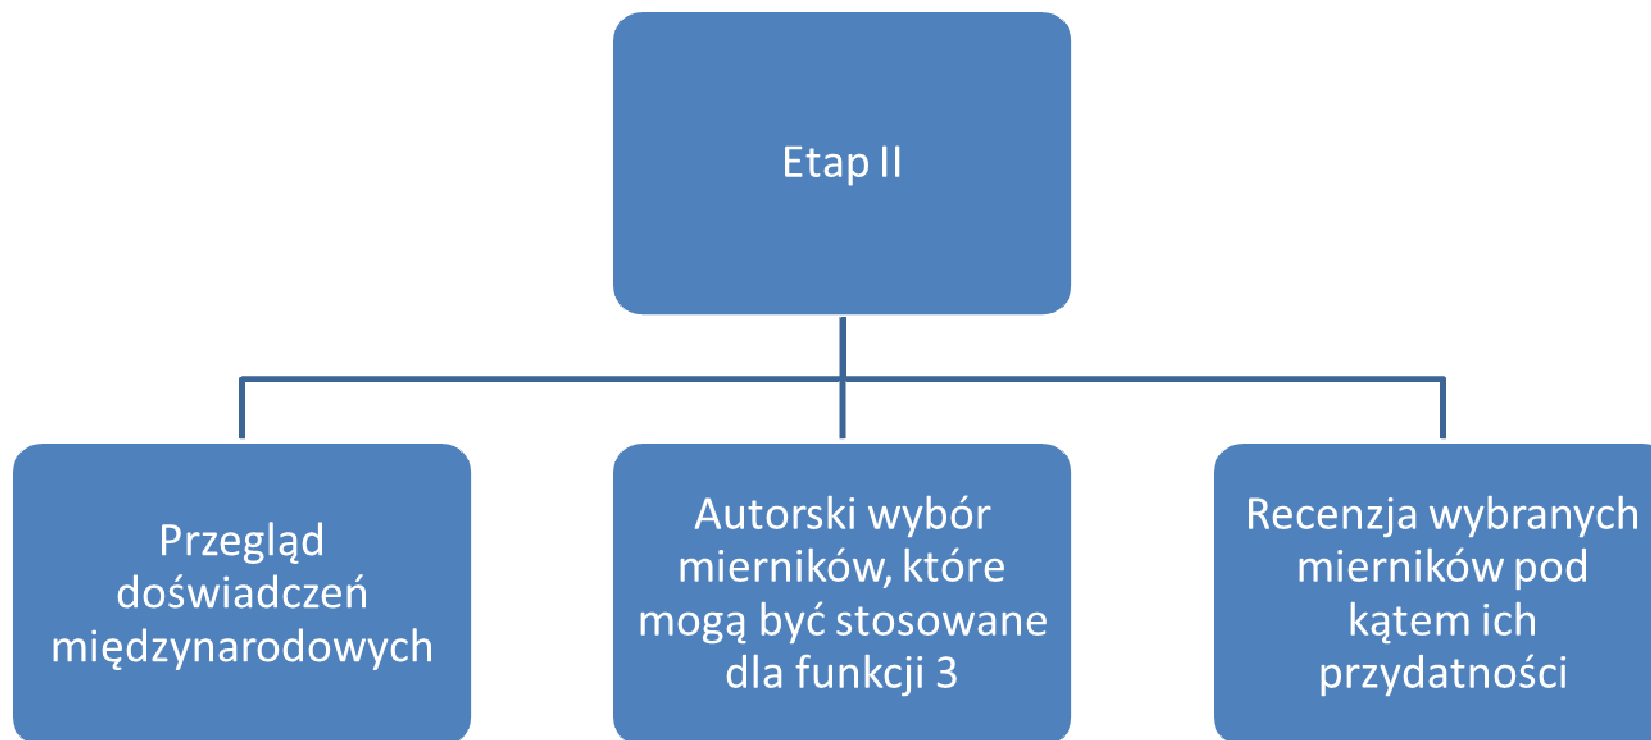 Etap II
Przegląd
doświadczeń
międzynarodowych
Autorski wybór
mierników, które
mogą być stosowane
dla funkcji 3
Recenzja wybranych
mierników pod
kątem ich
przydatności